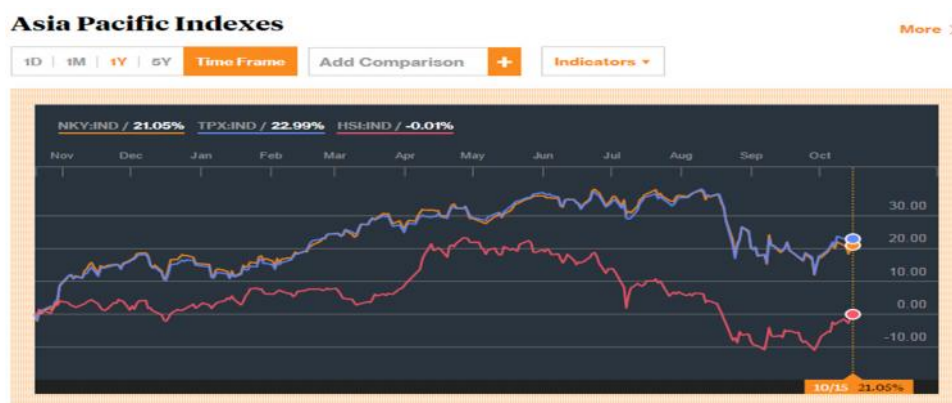 Asia Pacific Indexes
More
1D | 1M | 1Y | 5Y Time Frame Add Comparison + Indicators
NKY:IND / 21.05% TPX:IND / 22.99% HSI:IND / -0.01%
Nov Dec Jan Feb Mar Apr May Jun Jul Aug Sep Oct
30.00
20.00
10.00
0.00
-10.00
10/15 21.05%